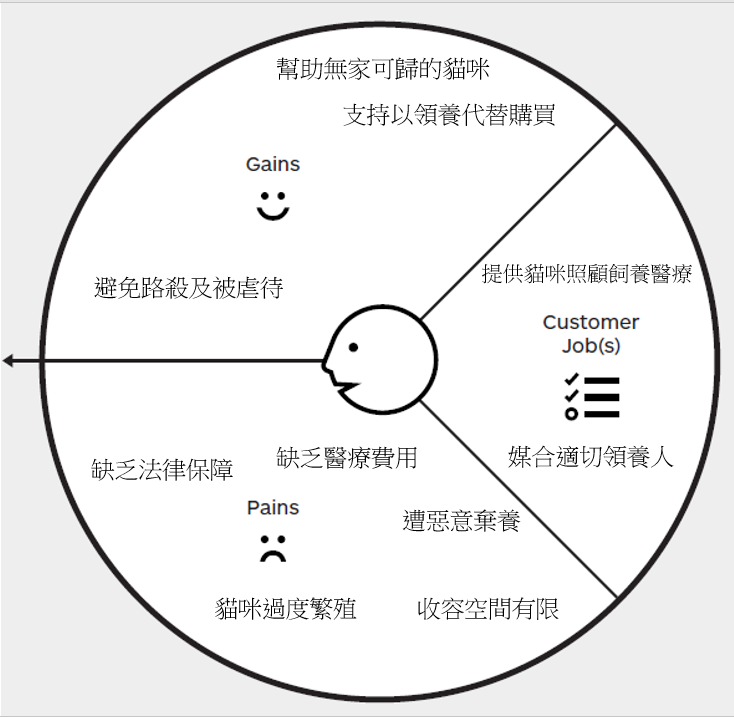 幫助無家可歸的貓咪
支持以領養代替購買
Gains
避免路殺及被虐待
提供貓咪照顧飼養醫療
Customer
Job(s)
媒合適切領養人
缺乏法律保障
缺乏醫療費用
Pains
遭惡意棄養
貓咪過度繁殖
收容空間有限